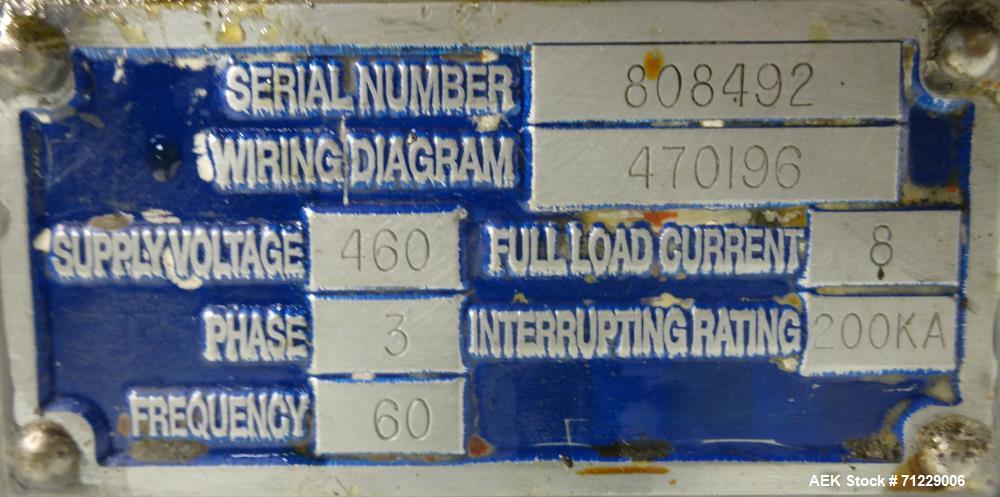 SERIAL NUMBER 808492
WIRING DIAGRAM 470196
SUPPLY VOLTAGE 460 FULL LOAD CURRENT 8
PHASE 3 INTERRUPTING RATING 200KA
FREQUENCY 60
AEK Stock # 71229006